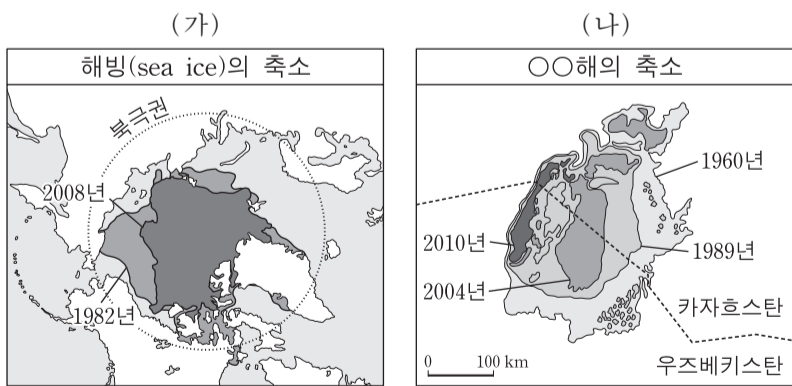 (가)
해빙(sea ice)의 축소
북극권
2008년
1982년
(나)
○○해의 축소
1960년
2010년
1989년
2004년
카자흐스탄
우즈베키스탄
0 100 km